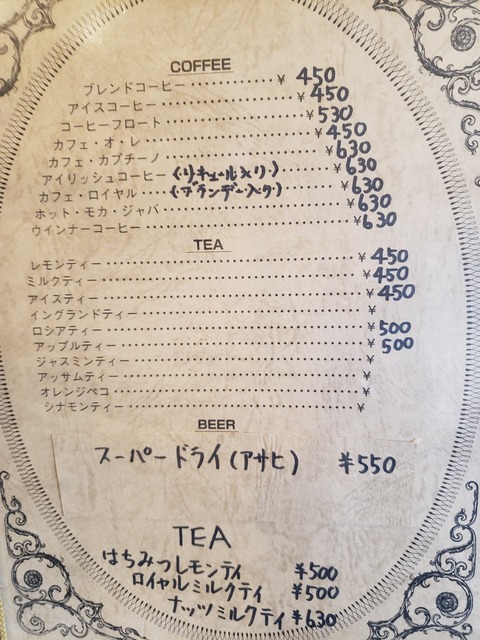 COFFEE
ブレンドコーヒー ¥ 450
アイスコーヒー ¥ 450
コーヒーフロート ¥ 530
カフェ・オ・レ ¥ 450
カフェ・カプチーノ ¥ 630
アイリッシュコーヒー (リキュール入り) ¥ 630
カフェ・ロイヤル (ブランデー入り) ¥ 630
ホット・モカ・ジャバ ¥ 630
ウインナーコーヒー ¥ 630
TEA
レモンティー ¥ 450
ミルクティー ¥ 450
アイスティー ¥ 450
イングランドティー ¥
ロシアティー ¥ 500
アップルティー ¥ 500
ジャスミンティー ¥
アッサムティー ¥
オレンジペコ ¥
シナモンティー ¥
BEER
スーパードライ(アサヒ) ¥550
TEA
はちみつレモンティ ¥500
ロイヤルミルクティ ¥500
ナッツミルクティ ¥630